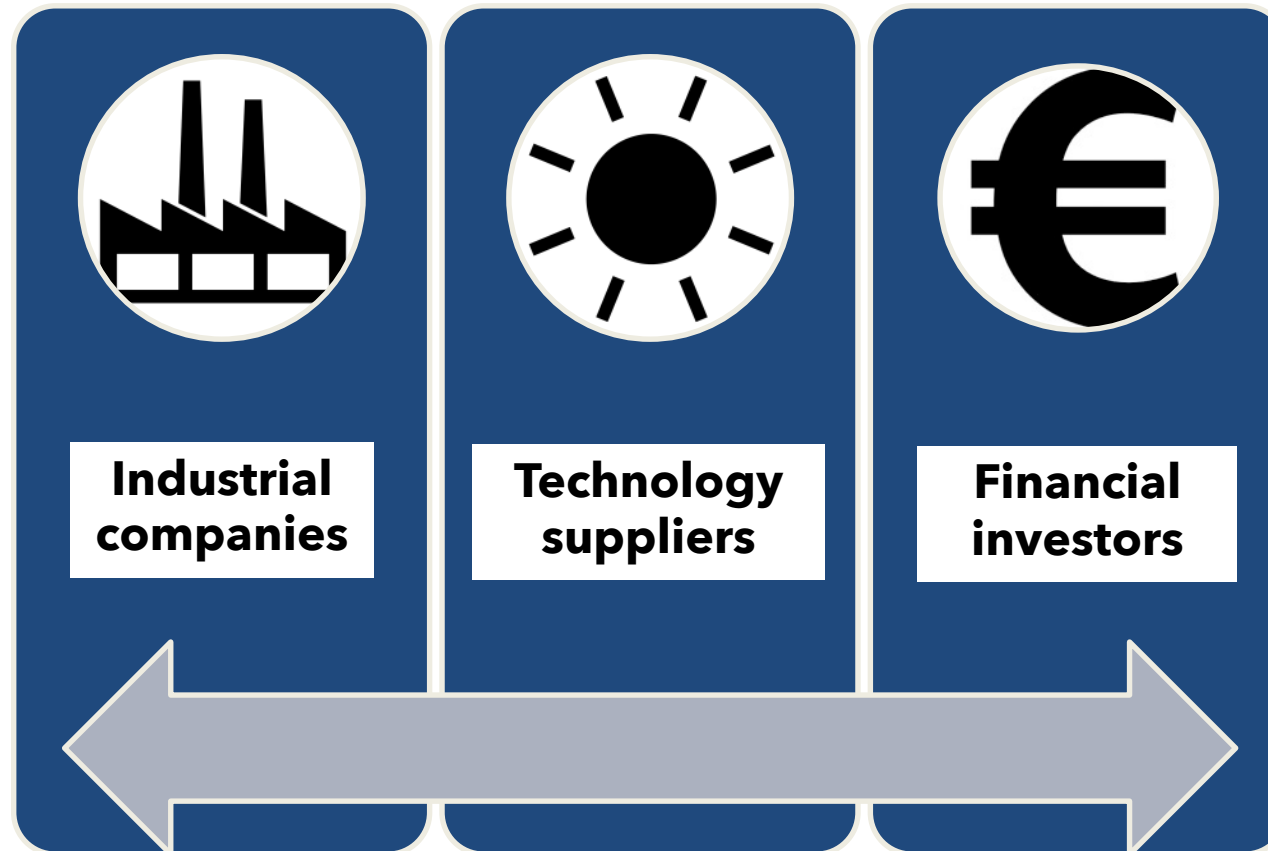 Industrial
companies
Technology
suppliers
Financial
investors